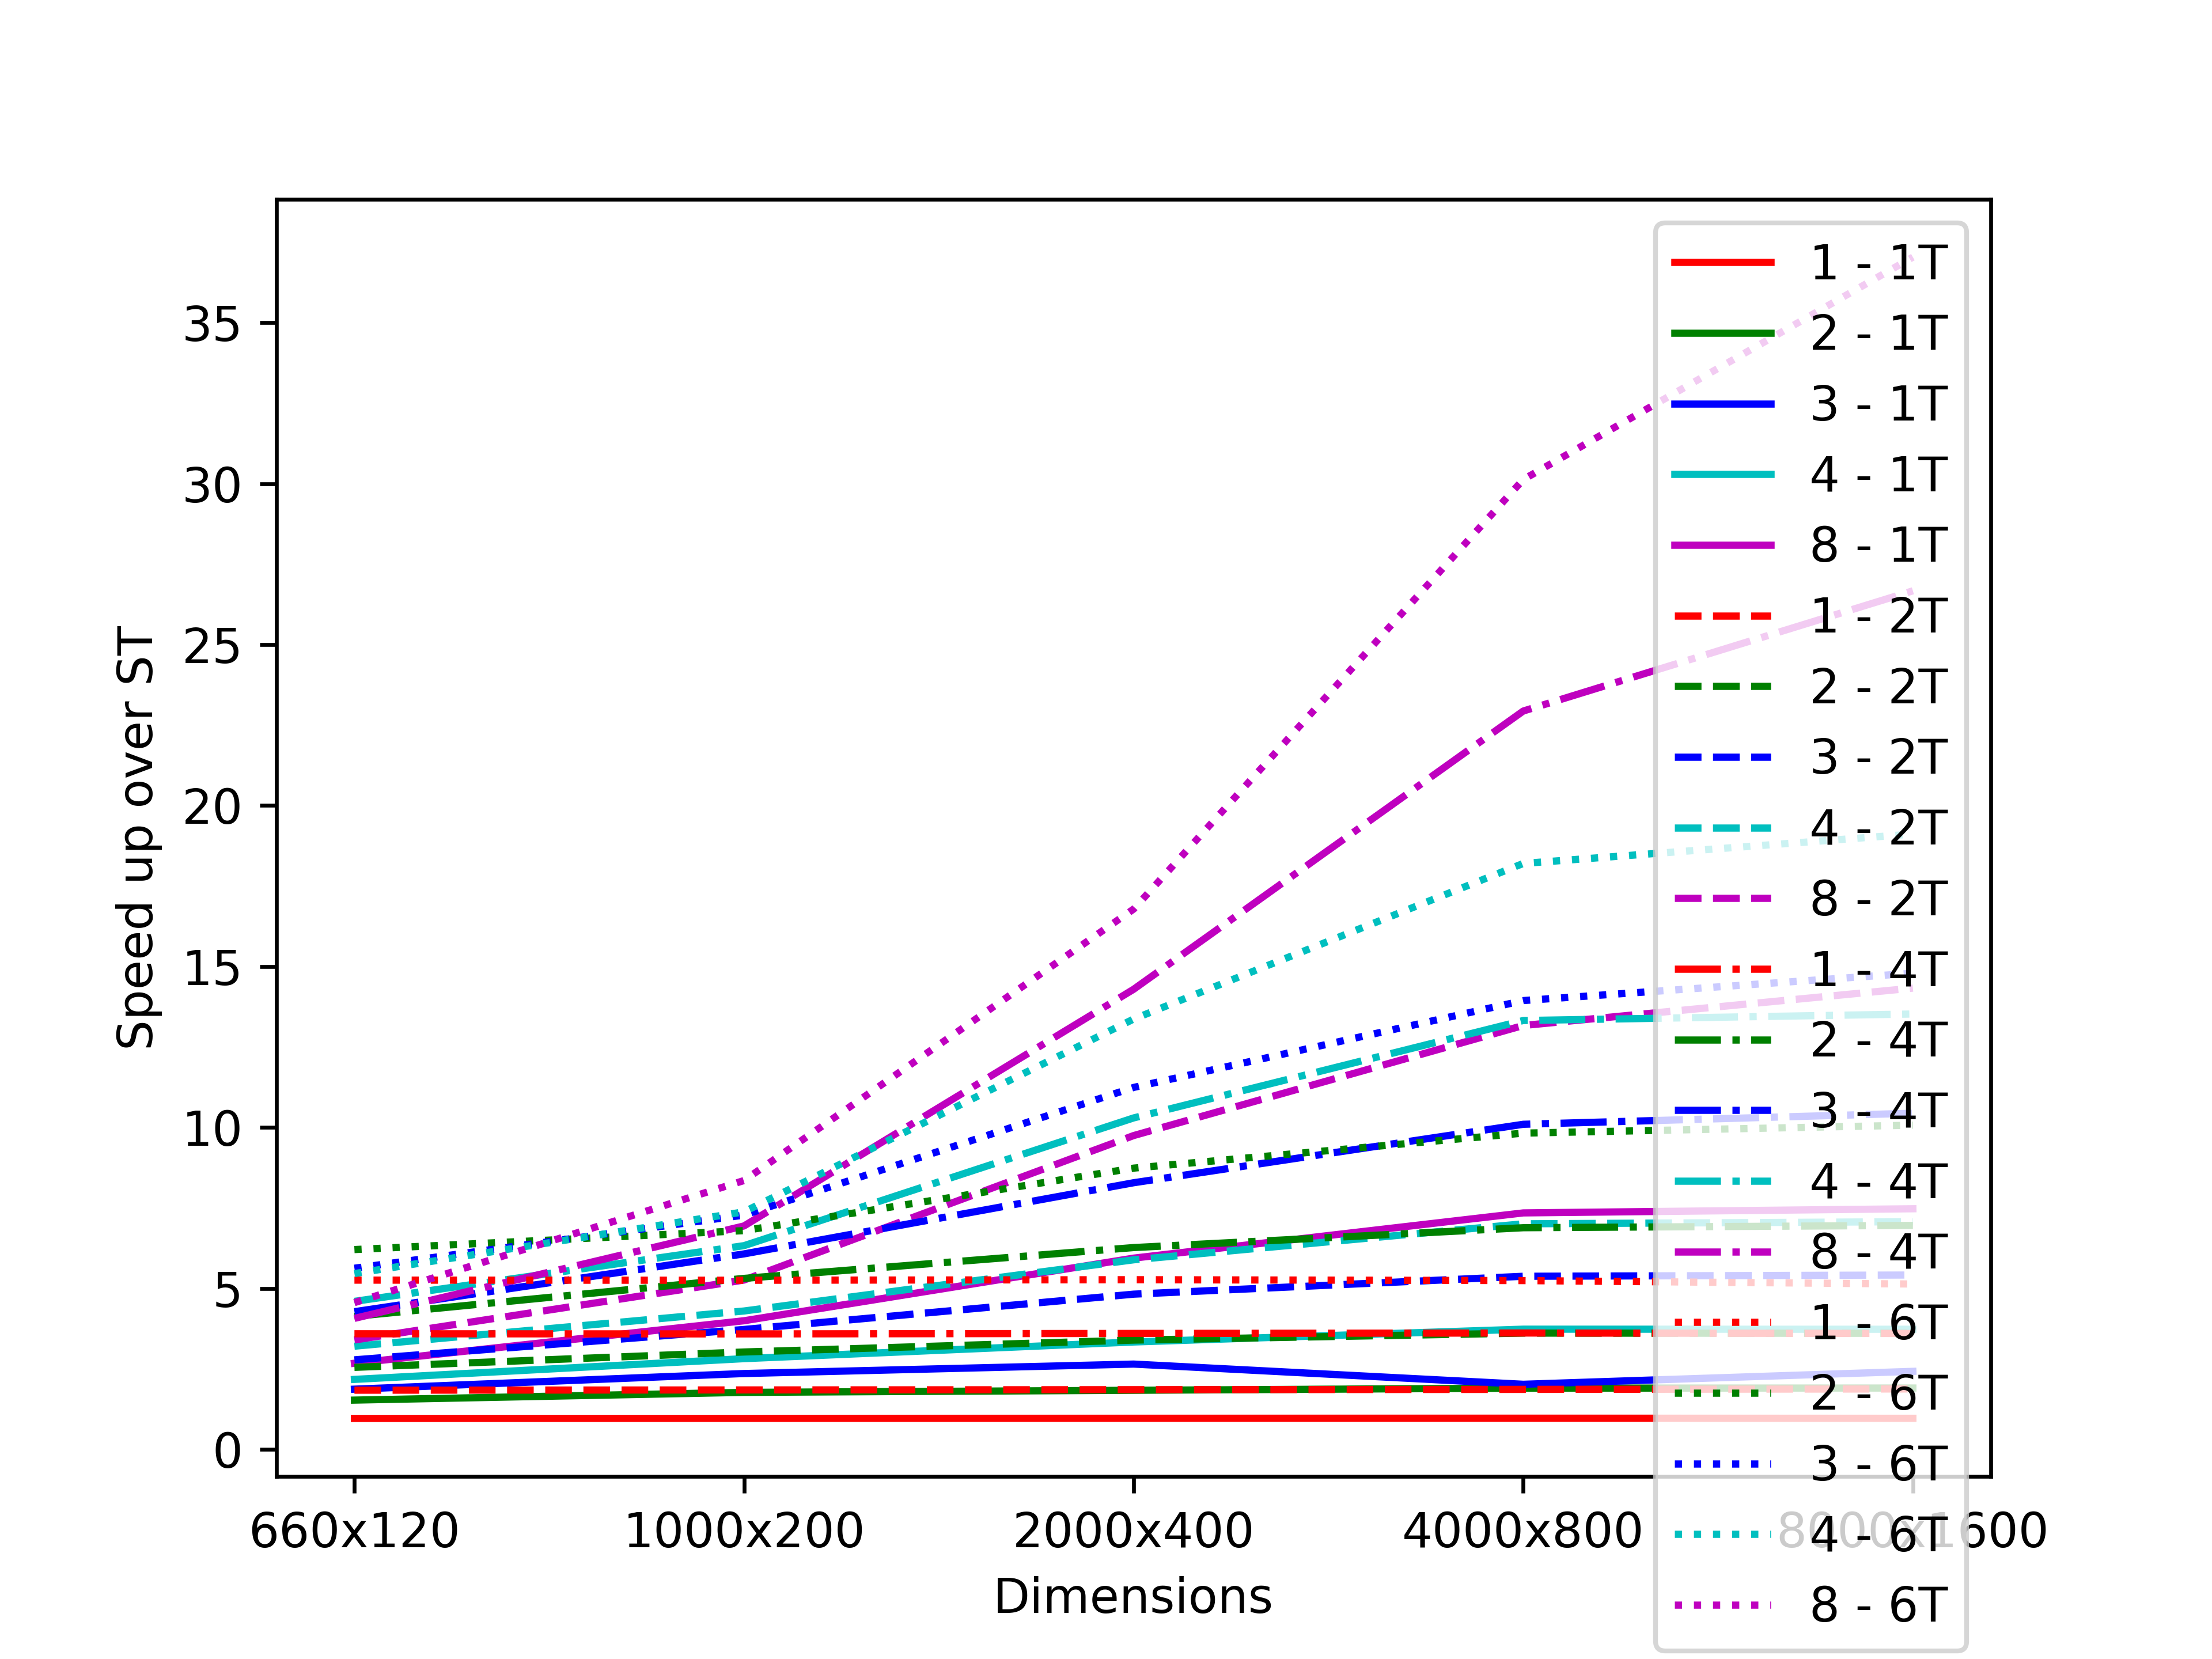 Speed up over ST
35
30
25
20
15
10
5
0
660x120 1000x200 2000x400 4000x800 8000x1600
Dimensions
1 - 1T
2 - 1T
3 - 1T
4 - 1T
8 - 1T
1 - 2T
2 - 2T
3 - 2T
4 - 2T
8 - 2T
1 - 4T
2 - 4T
3 - 4T
4 - 4T
8 - 4T
1 - 6T
2 - 6T
3 - 6T
4 - 6T
8 - 6T